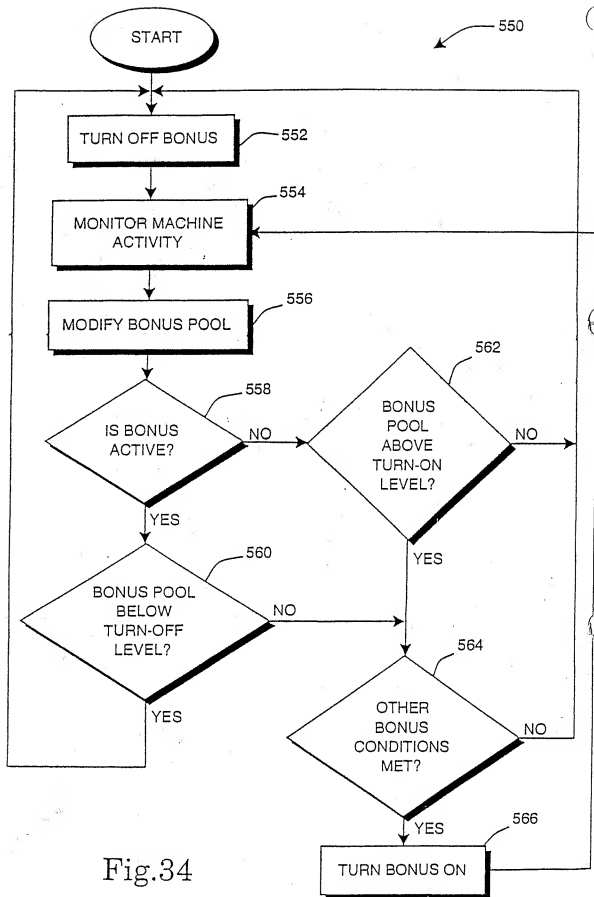 START
550
TURN OFF BONUS
552
554
MONITOR MACHINE
ACTIVITY
556
MODIFY BONUS POOL
558
IS BONUS
ACTIVE?
NO
YES
562
BONUS
POOL
ABOVE
TURN-ON
LEVEL?
NO
YES
560
BONUS POOL
BELOW
TURN-OFF
LEVEL?
NO
YES
564
OTHER
BONUS
CONDITIONS
MET?
NO
YES
566
TURN BONUS ON
Fig.34